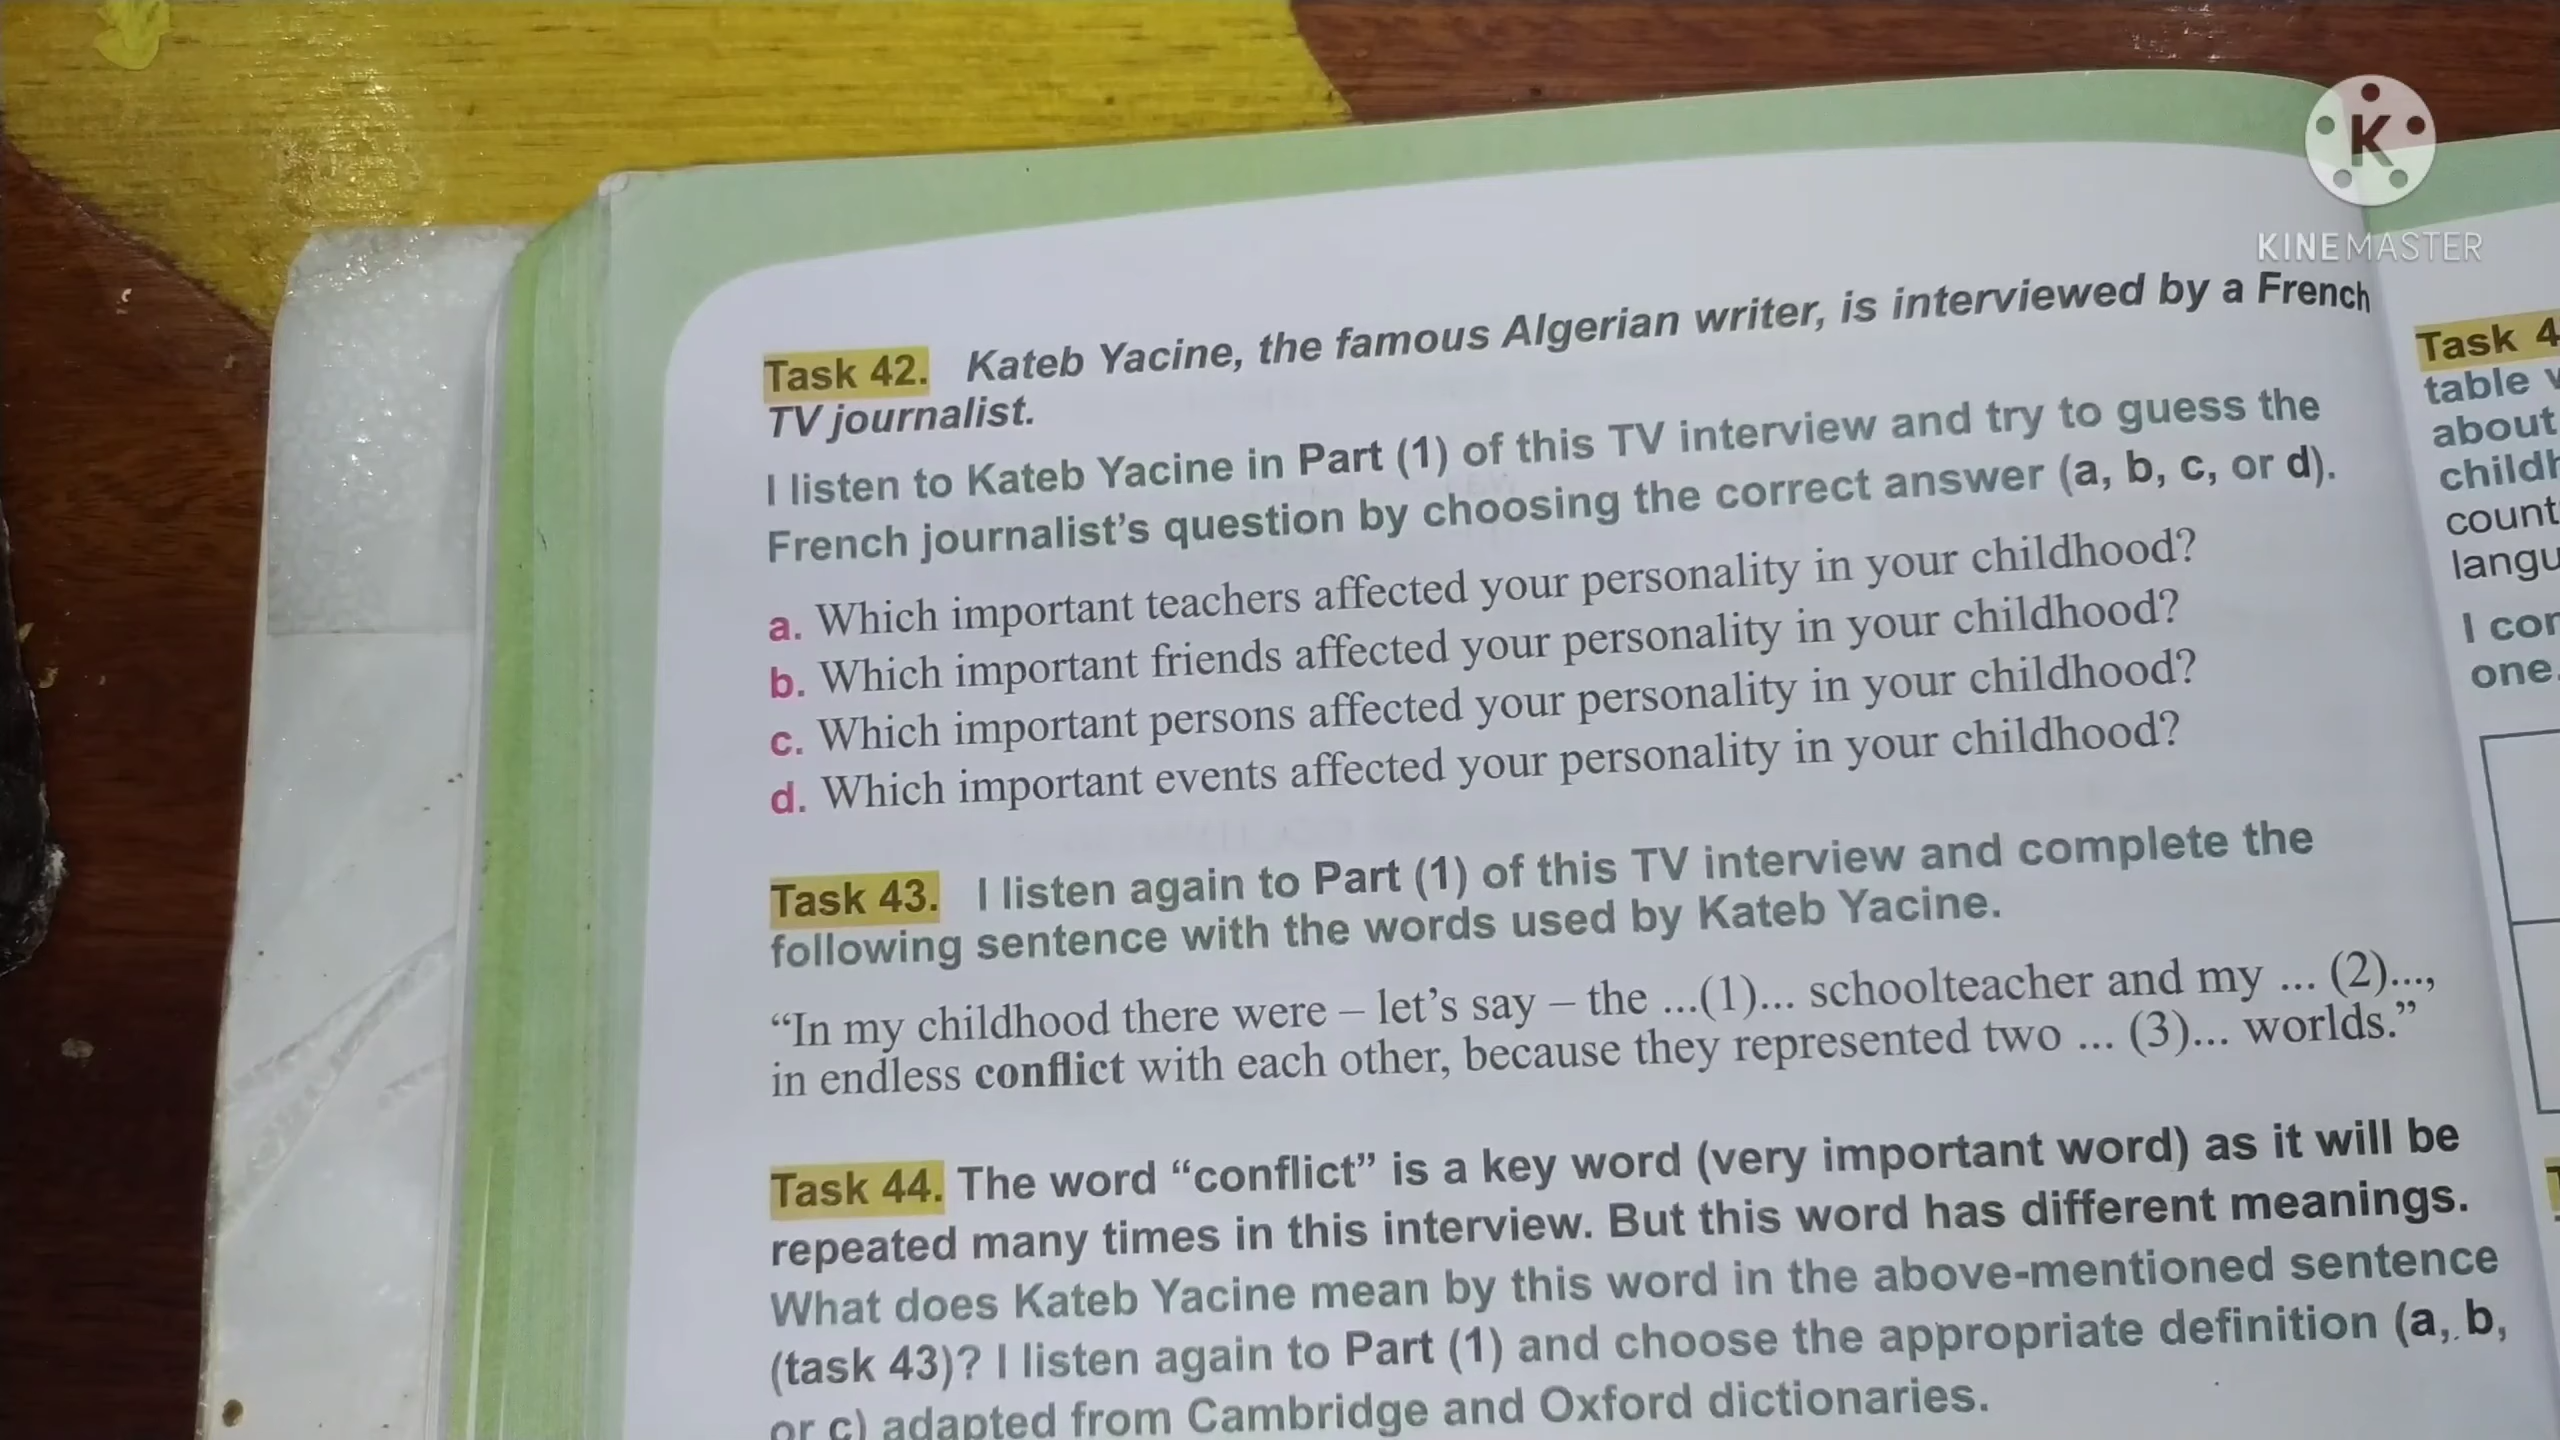 Task 42. Kateb Yacine, the famous Algerian writer, is interviewed by a French
TV journalist.
I listen to Kateb Yacine in Part (1) of this TV interview and try to guess the
French journalist’s question by choosing the correct answer (a, b, c, or d).
a. Which important teachers affected your personality in your childhood?
b. Which important friends affected your personality in your childhood?
c. Which important persons affected your personality in your childhood?
d. Which important events affected your personality in your childhood?
Task 43. I listen again to Part (1) of this TV interview and complete the
following sentence with the words used by Kateb Yacine.
“In my childhood there were – let’s say – the ...(1)... schoolteacher and my ... (2)...,
in endless conflict with each other, because they represented two ... (3)... worlds.”
Task 44. The word “conflict” is a key word (very important word) as it will be
repeated many times in this interview. But this word has different meanings.
What does Kateb Yacine mean by this word in the above-mentioned sentence
(task 43)? I listen again to Part (1) and choose the appropriate definition (a, b,
or c) adapted from Cambridge and Oxford dictionaries.
K
KINEMASTER
Task 4
table
about
count
I
one.